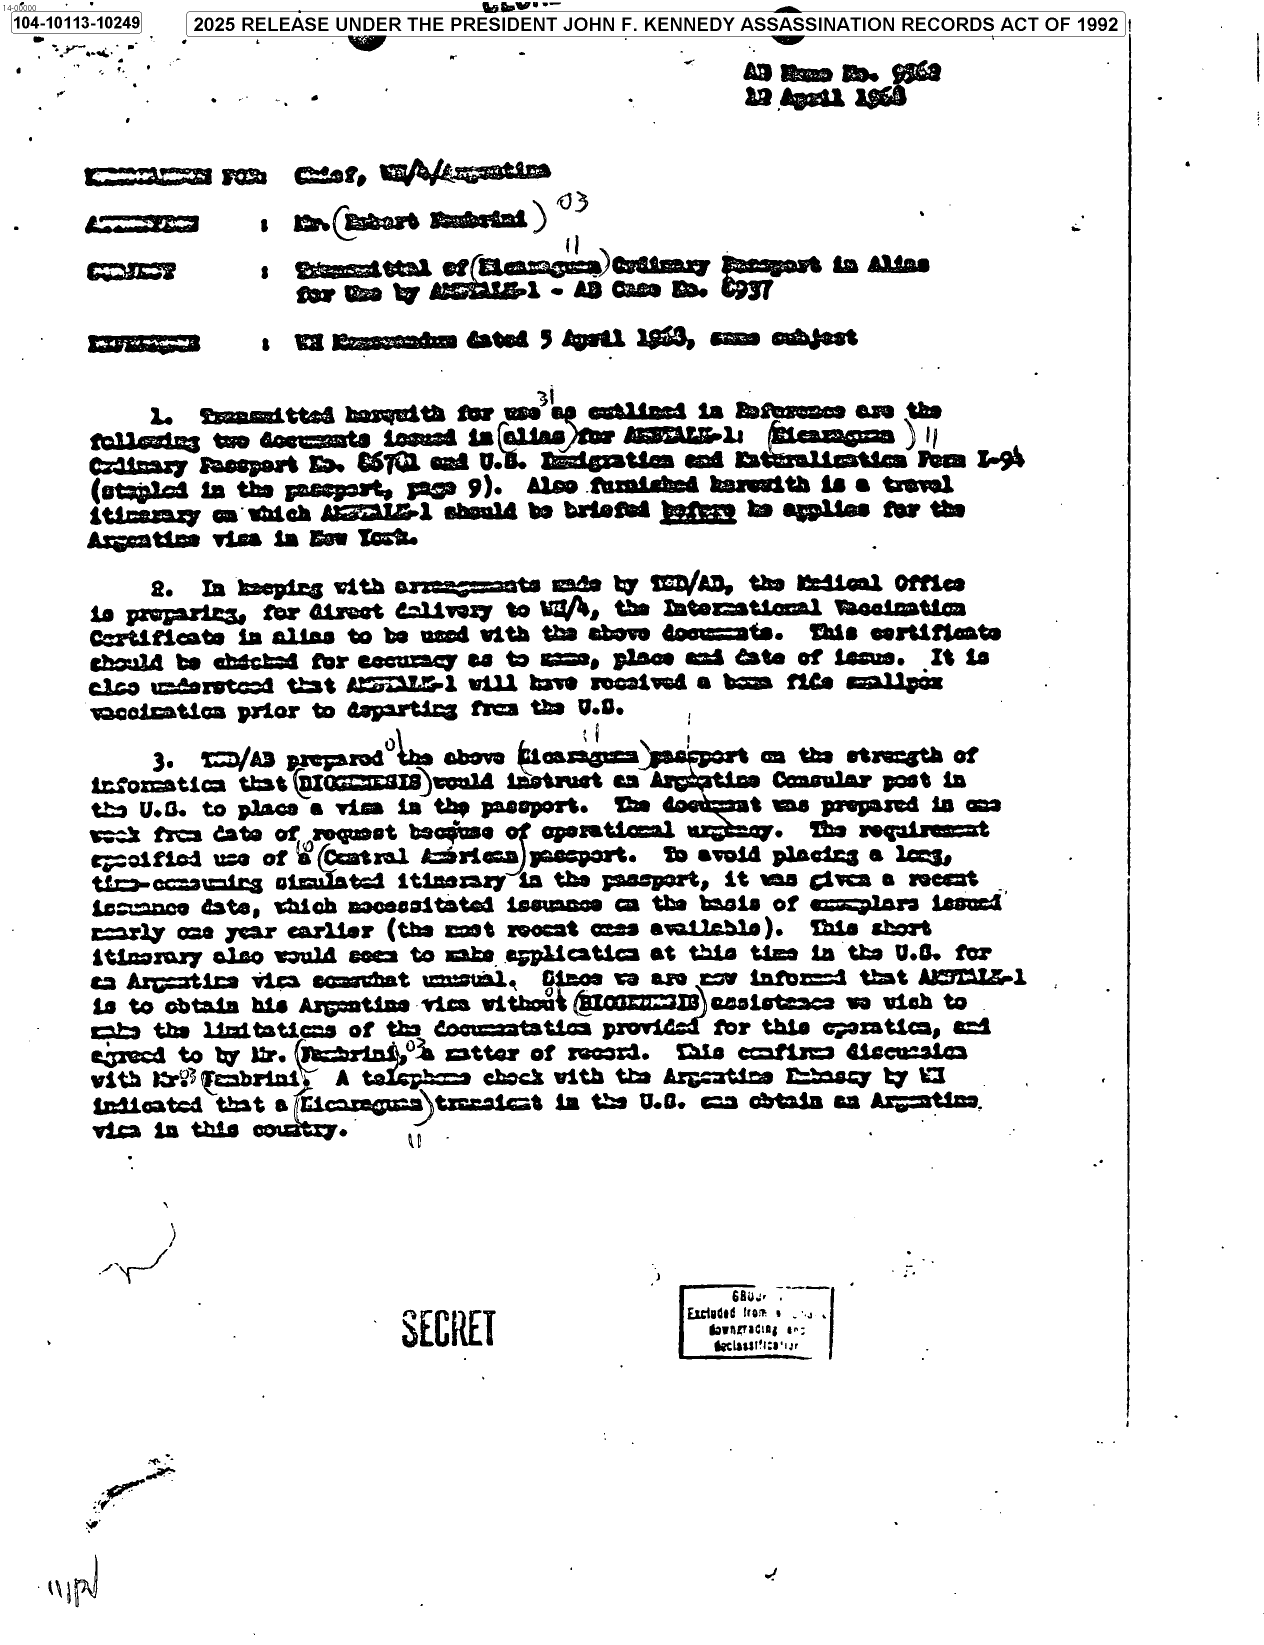 14-00000
104-10113-10249
2025 RELEASE UNDER THE PRESIDENT JOHN F. KENNEDY ASSASSINATION RECORDS ACT OF 1992
AB Memo No.
12 April 1963
MEMORANDUM FOR: Chief, WH/4/Argentina
ATTENTION : Mr. (Robert ) 03
11
SUBJECT : Transmittal of (Nicaraguan) Ordinary Passport in Alias
for Use by -1 - AB Case No. 6937
REFERENCE : WH Memorandum dated 5 April 1963, same subject
31
1. Transmitted herewith for use as outlined in Reference are the
following two documents issued in (alias) for -1: (Nicaraguan) 11
Ordinary Passport No. and U.S. Immigration and Naturalization Form I-94
(stapled in the passport, page 9). Also furnished herewith is a travel
itinerary on which -1 should be briefed before he applies for the
Argentine visa in New York.
2. In keeping with arrangements made by TSD/AB, the Medical Office
is preparing, for direct delivery to WH/4, the International Vaccination
Certificate in alias to be used with the above documents. This certificate
should be checked for accuracy as to name, place and date of issue. It is
also understood that -1 will have received a bona fide smallpox
vaccination prior to departing from the U.S.
11
3. TSD/AB prepared 01 the above (Nicaraguan) passport on the strength of
information that (BIOGENESIS) would instruct an Argentine Consular post in
the U.S. to place a visa in the passport. The document was prepared in one
week from date of request because of operational urgency. The requirement
specified use of a 10 (Central American) passport. To avoid placing a long,
time-consuming simulated itinerary in the passport, it was given a recent
issuance date, which necessitated issuance on the basis of exemplars issued
nearly one year earlier (the most recent ones available). This short
itinerary also would seem to make application at this time in the U.S. for
an Argentine visa somewhat unusual. Since we are now informed that -1
is to obtain his Argentine visa without (BIOGENESIS) assistance we wish to
make the limitations of the documentation provided for this operation, and
agreed to by Mr. ( ), 03 a matter of record. This confirms discussion
with Mr. 03 ( ). A telephone check with the Argentine Embassy by WH
indicated that a (Nicaraguan) transient in the U.S. can obtain an Argentine
visa in this country.
11
SECRET
GROUP
Excluded from
downgrading and
declassification